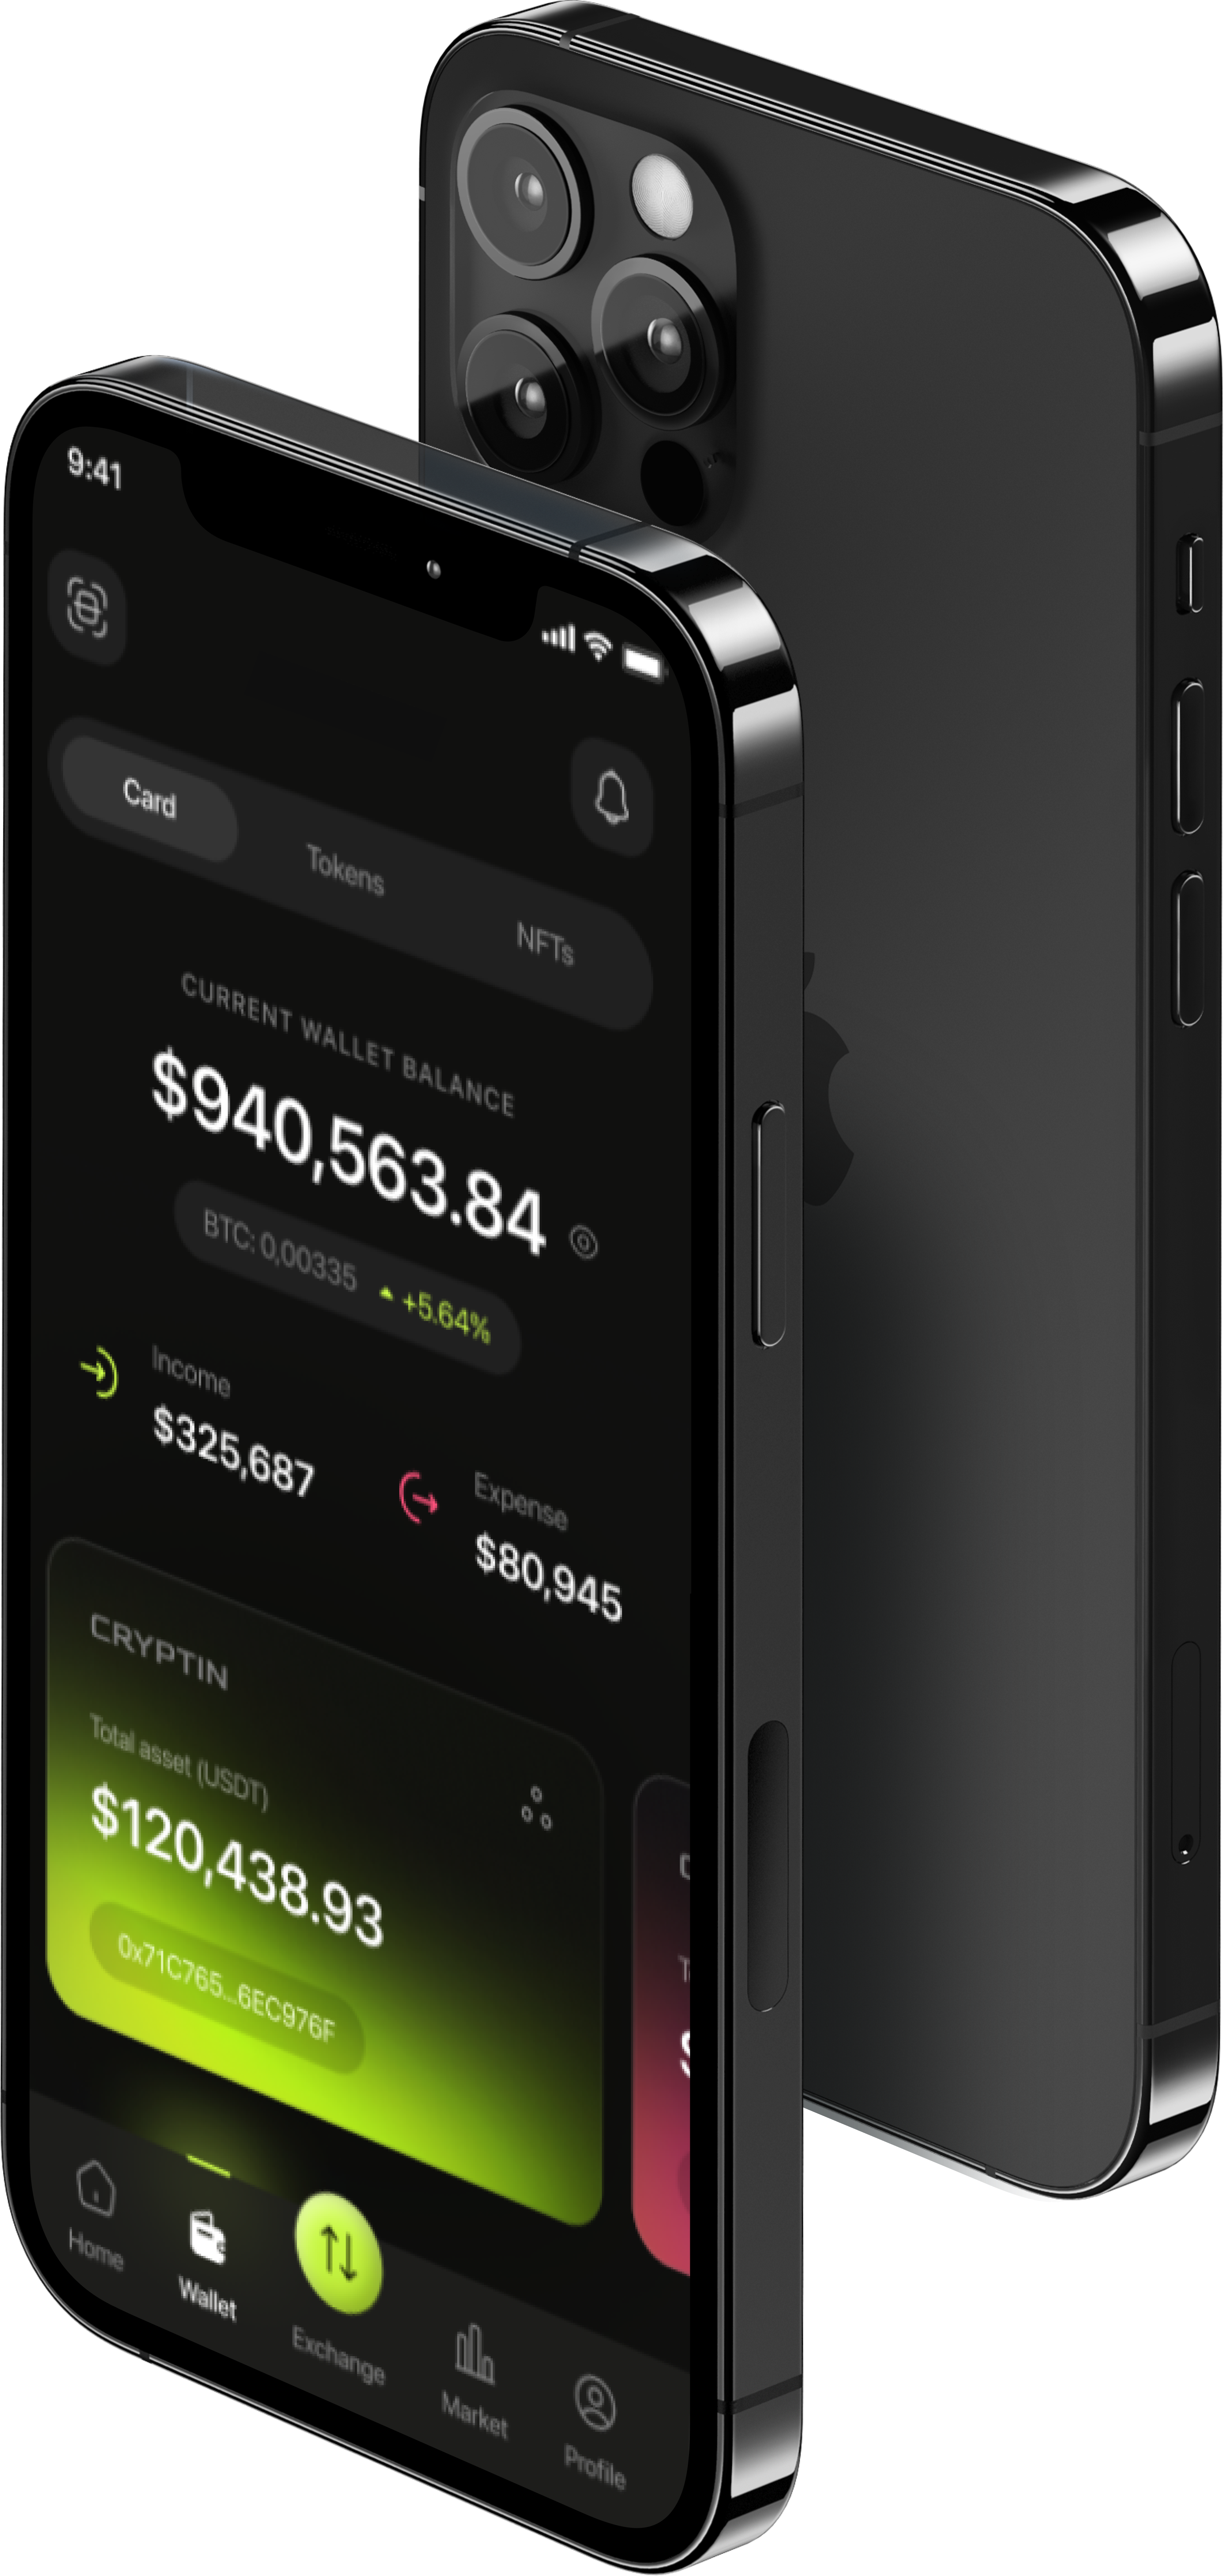 9:41
Card
Tokens
NFTs
CURRENT WALLET BALANCE
$940,563.84
BTC: 0,00335 +5.64%
Income
$325,687
Expense
$80,945
CRYPTIN
Total asset (USDT)
$120,438.93
0x71C765...6EC976F
Home
Wallet
Exchange
Market
Profile